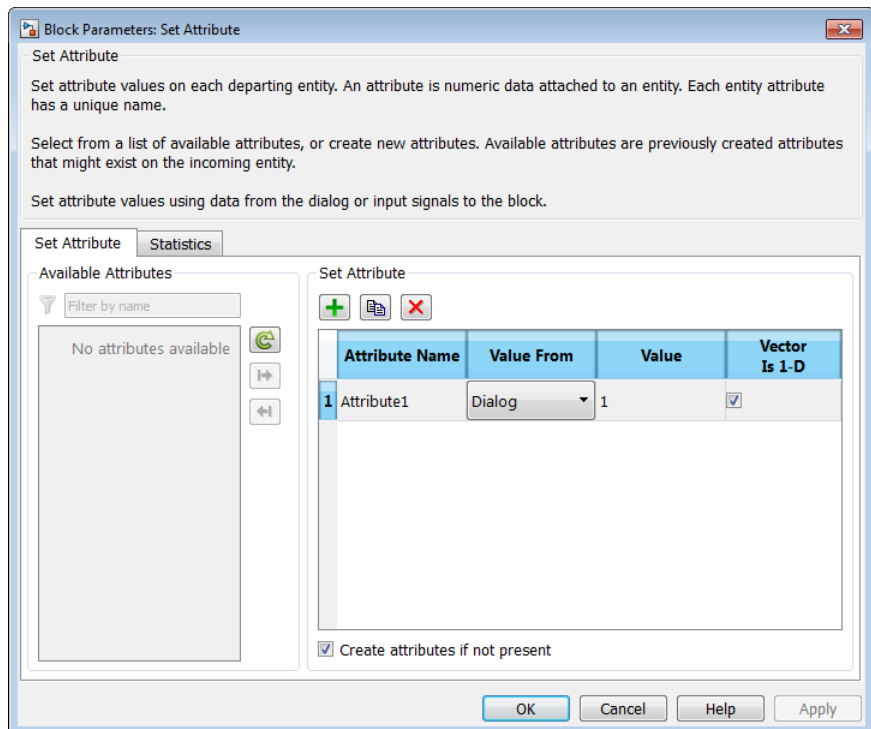 Block Parameters: Set Attribute
Set Attribute
Set attribute values on each departing entity. An attribute is numeric data attached to an entity. Each entity attribute
has a unique name.
Select from a list of available attributes, or create new attributes. Available attributes are previously created attributes
that might exist on the incoming entity.
Set attribute values using data from the dialog or input signals to the block.
Set Attribute Statistics
Available Attributes
Filter by name
No attributes available
Set Attribute
Attribute Name Value From Value Vector
Is 1-D
1 Attribute1 Dialog 1
Create attributes if not present
OK Cancel Help Apply